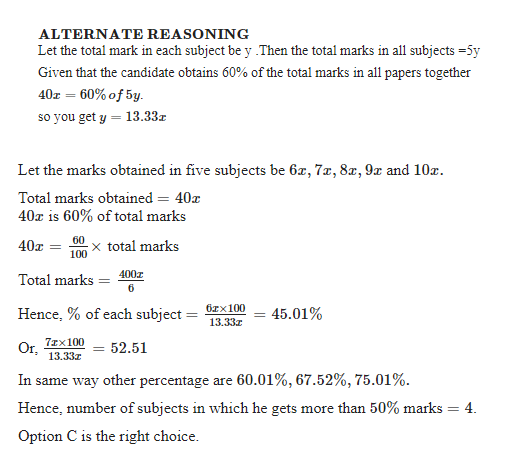 ALTERNATE REASONING
Let the total mark in each subject be y .Then the total marks in all subjects =5y
Given that the candidate obtains 60% of the total marks in all papers together
40x = 60% of 5y.
so you get y = 13.33x
Let the marks obtained in five subjects be 6x, 7x, 8x, 9x and 10x.
Total marks obtained = 40x
40x is 60% of total marks
40x = 60/100 × total marks
Total marks = 400x/6
Hence, % of each subject = 6x×100/13.33x = 45.01%
Or, 7x×100/13.33x = 52.51
In same way other percentage are 60.01%, 67.52%, 75.01%.
Hence, number of subjects in which he gets more than 50% marks = 4.
Option C is the right choice.